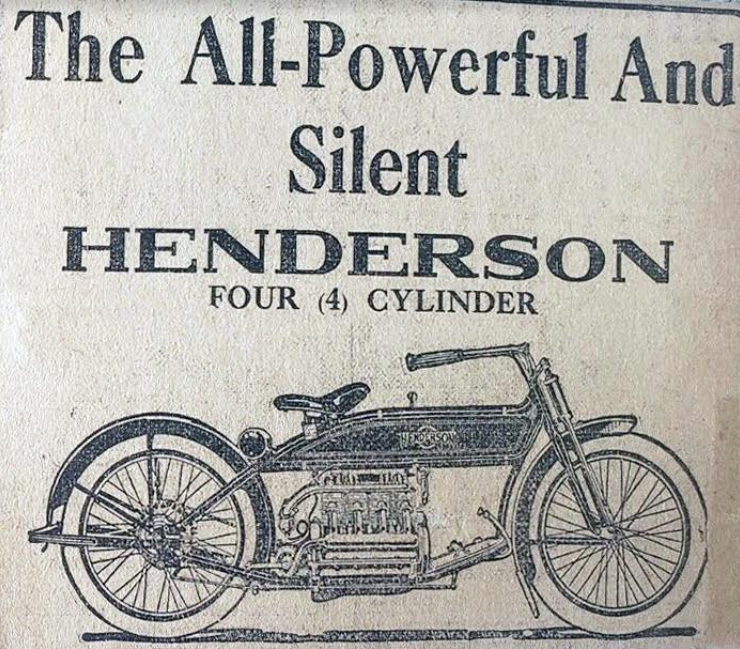 The All-Powerful And
Silent
HENDERSON
FOUR (4) CYLINDER
HENDERSON